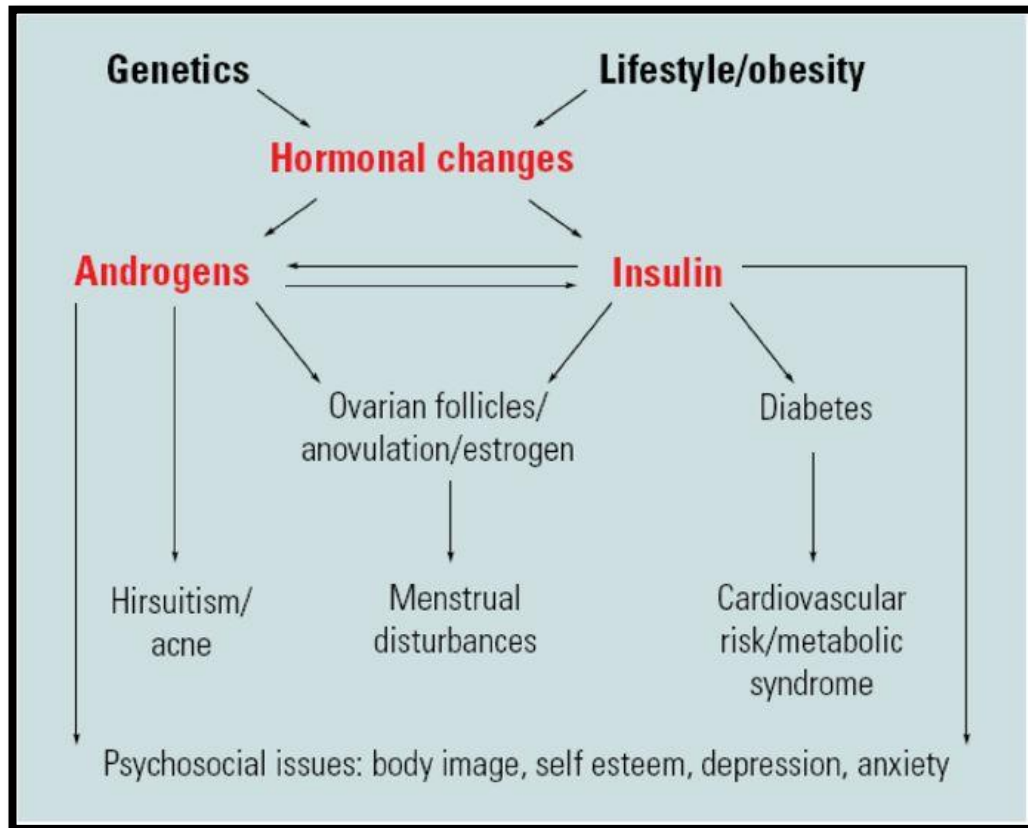 Genetics
Lifestyle/obesity
Hormonal changes
Androgens
Insulin
Ovarian follicles/
anovulation/estrogen
Diabetes
Hirsuitism/
acne
Menstrual
disturbances
Cardiovascular
risk/metabolic
syndrome
Psychosocial issues: body image, self esteem, depression, anxiety